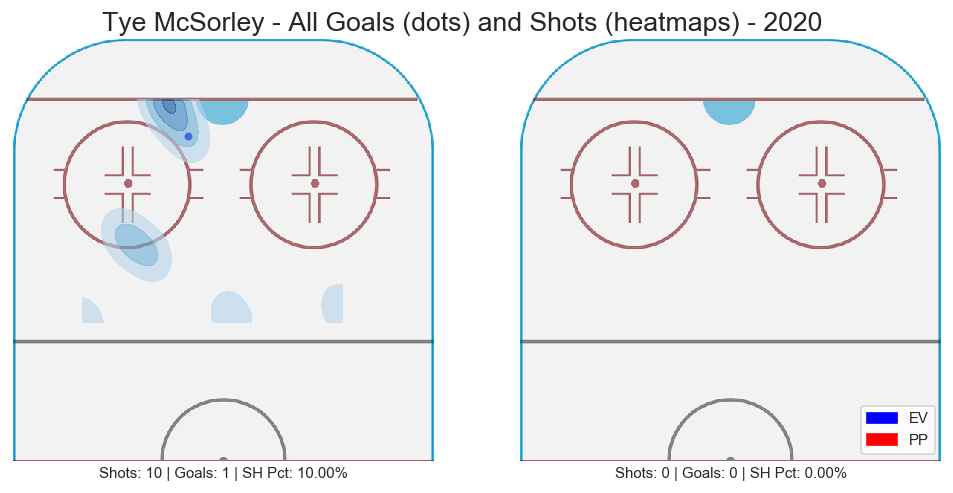 Tye McSorley - All Goals (dots) and Shots (heatmaps) - 2020
EV
PP
Shots: 10 | Goals: 1 | SH Pct: 10.00%
Shots: 0 | Goals: 0 | SH Pct: 0.00%